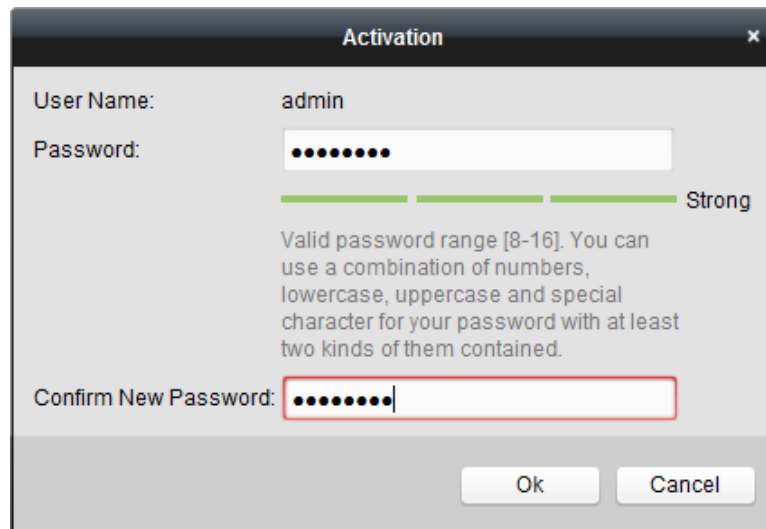 Activation ×
User Name: admin
Password: ●●●●●●●●
Strong
Valid password range [8-16]. You can
use a combination of numbers,
lowercase, uppercase and special
character for your password with at least
two kinds of them contained.
Confirm New Password: ●●●●●●●●
Ok Cancel